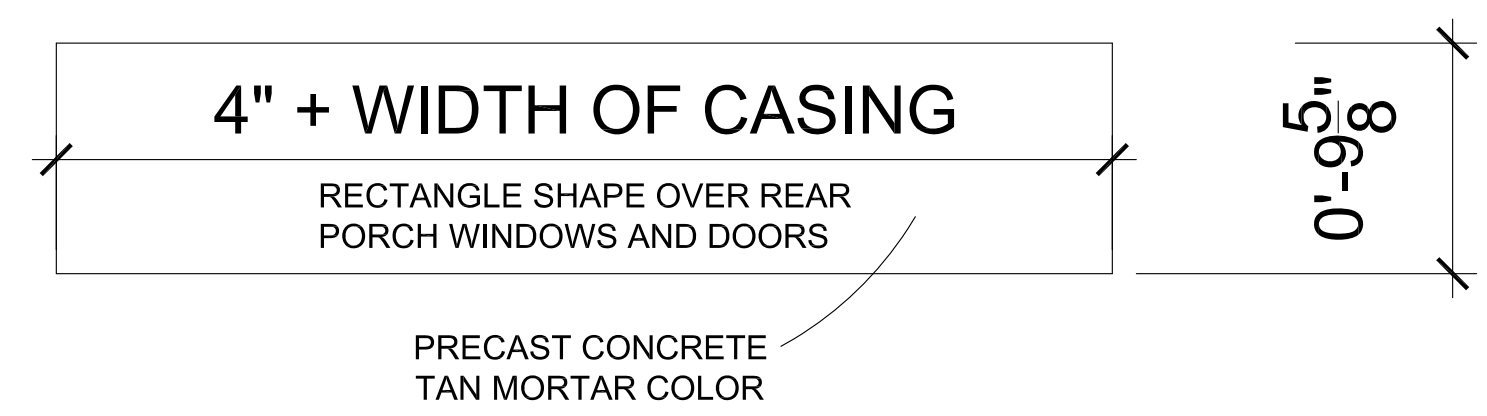 4" + WIDTH OF CASING
RECTANGLE SHAPE OVER REAR
PORCH WINDOWS AND DOORS
PRECAST CONCRETE
TAN MORTAR COLOR
0'-9 5/8"